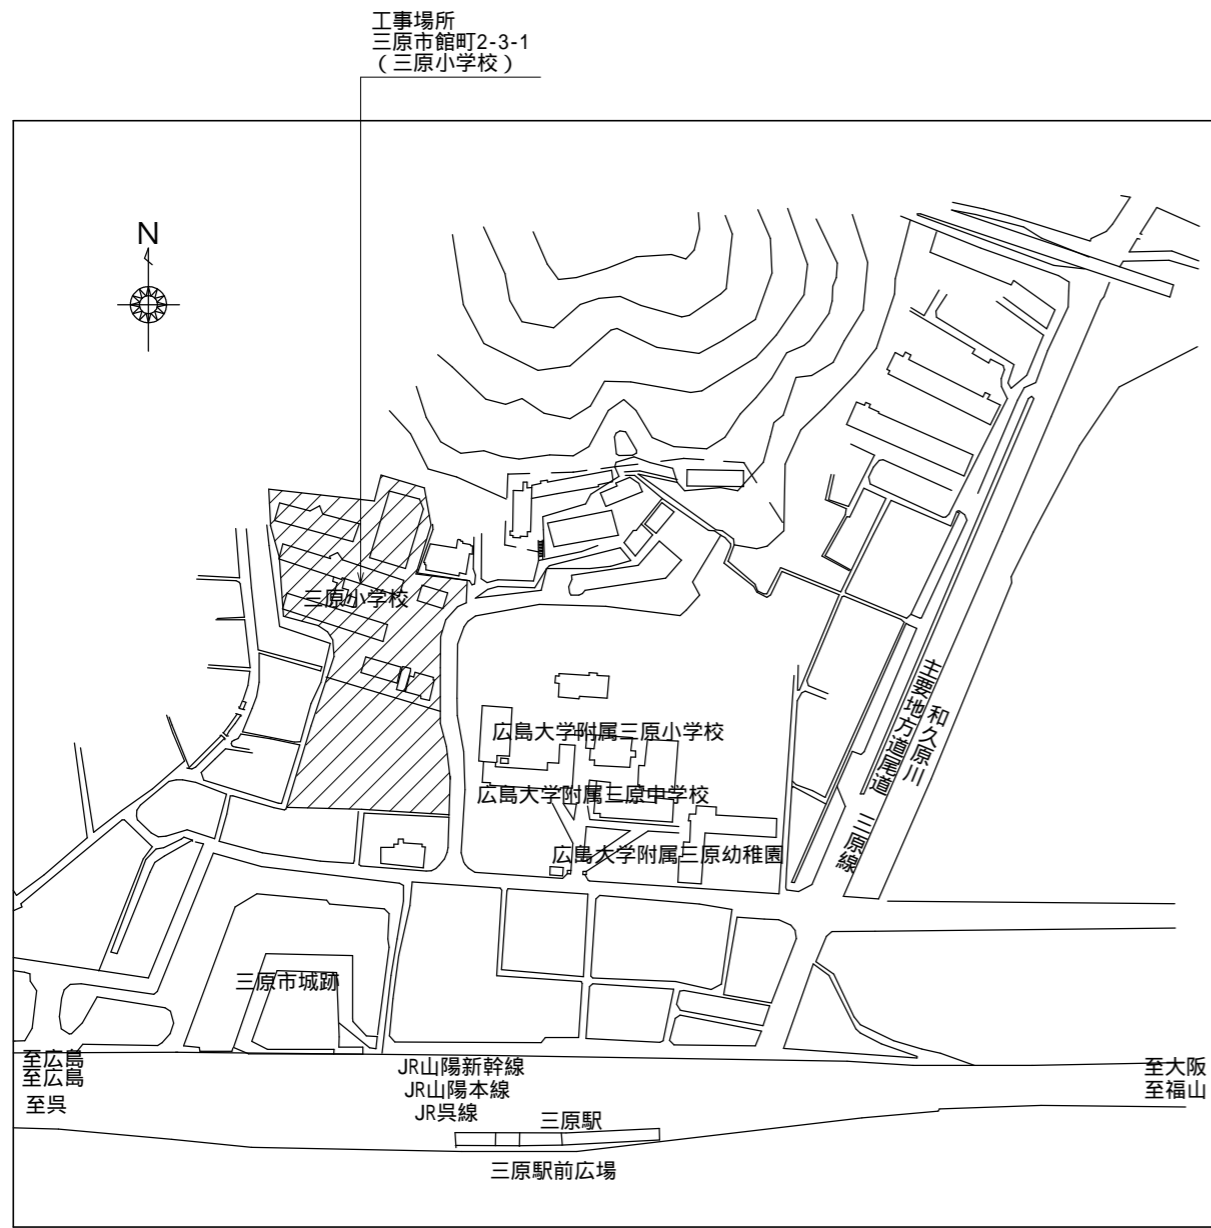 工事場所
三原市館町2-3-1
(三原小学校)
N
三原小学校
広島大学附属三原小学校
広島大学附属三原中学校
広島大学附属三原幼稚園
主要地方道尾道 三原線
和久原川
三原市城跡
至広島
至広島
至呉
JR山陽新幹線
JR山陽本線
JR呉線
三原駅
三原駅前広場
至大阪
至福山